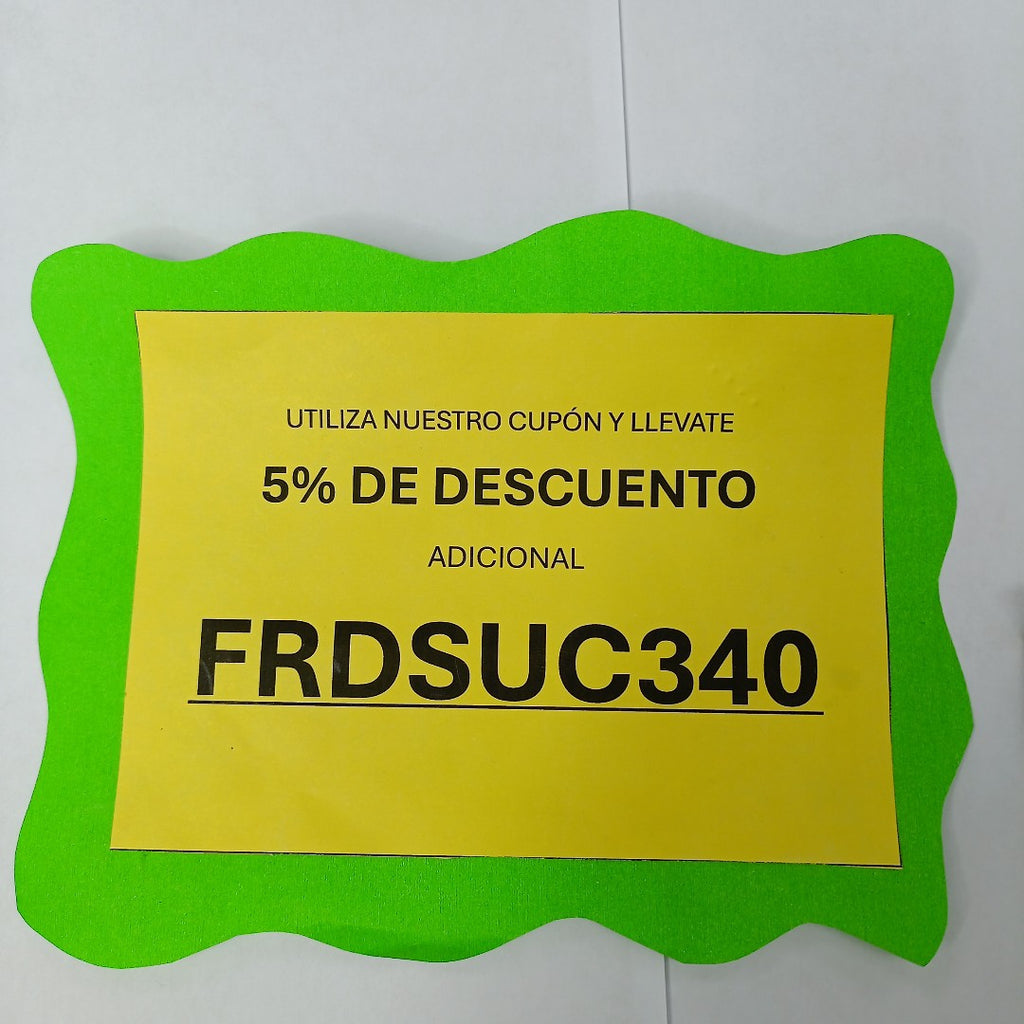 UTILIZA NUESTRO CUPÓN Y LLEVATE
5% DE DESCUENTO
ADICIONAL
FRDSUC340